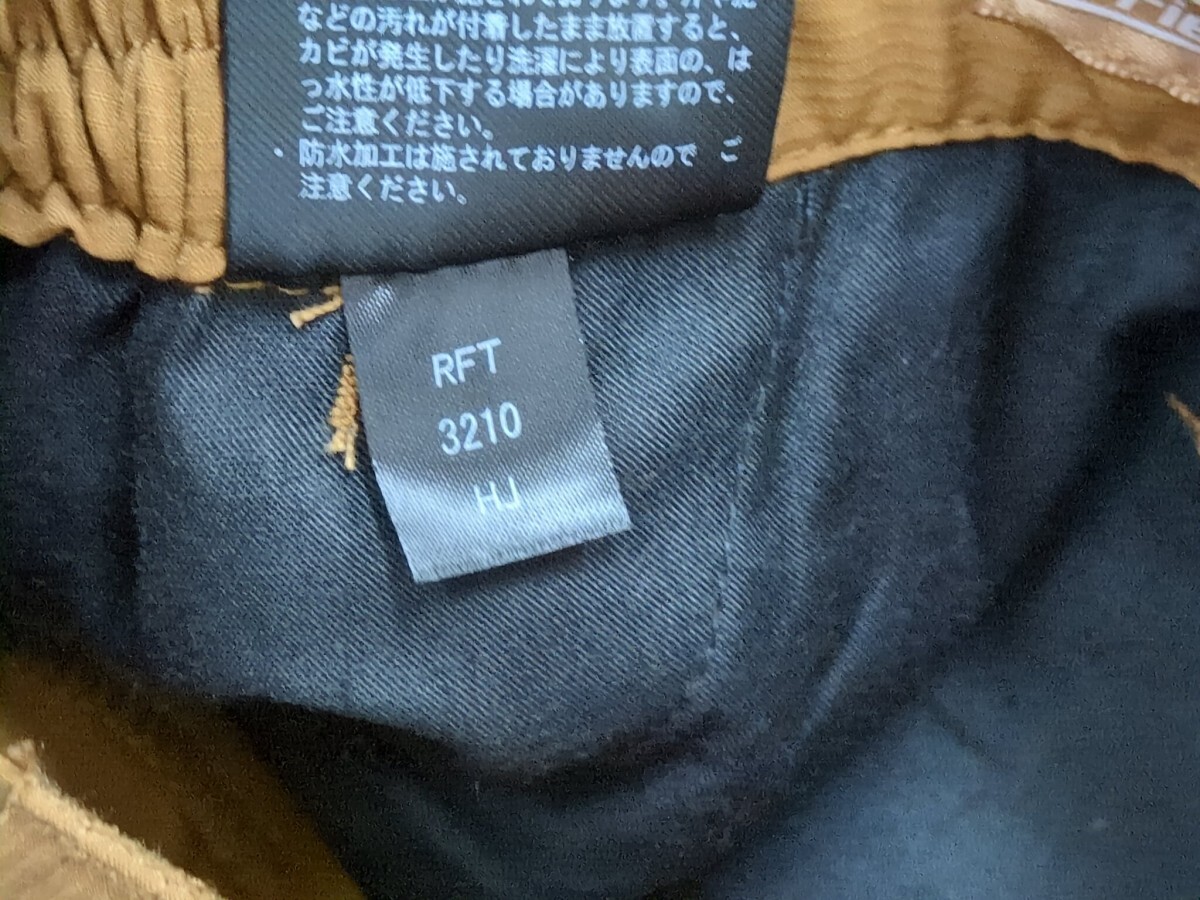 などの汚れが付着したまま放置すると、
カビが発生したり洗濯により表面の、は
っ水性が低下する場合がありますので、
ご注意ください。
・防水加工は施されておりませんので ご
注意ください。
RFT
3210
HJ